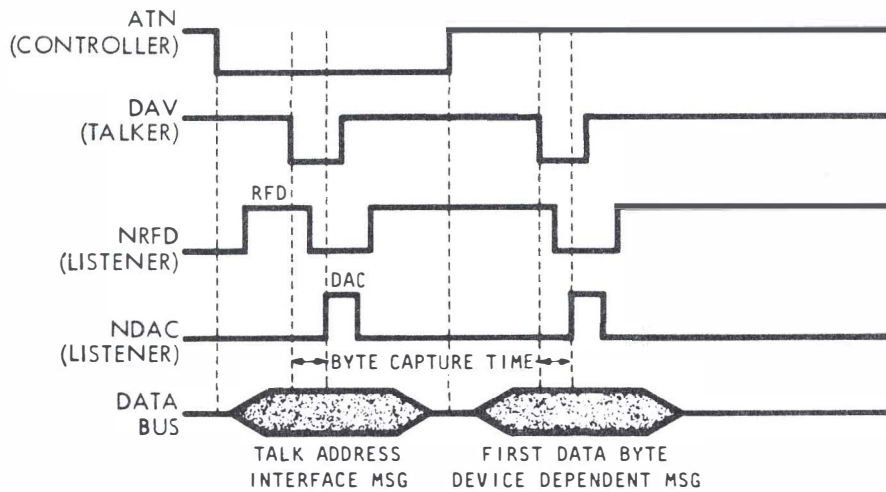 ATN
(CONTROLLER)
DAV
(TALKER)
RFD
NRFD
(LISTENER)
DAC
NDAC
(LISTENER)
BYTE CAPTURE TIME
DATA
BUS
TALK ADDRESS
INTERFACE MSG
FIRST DATA BYTE
DEVICE DEPENDENT MSG